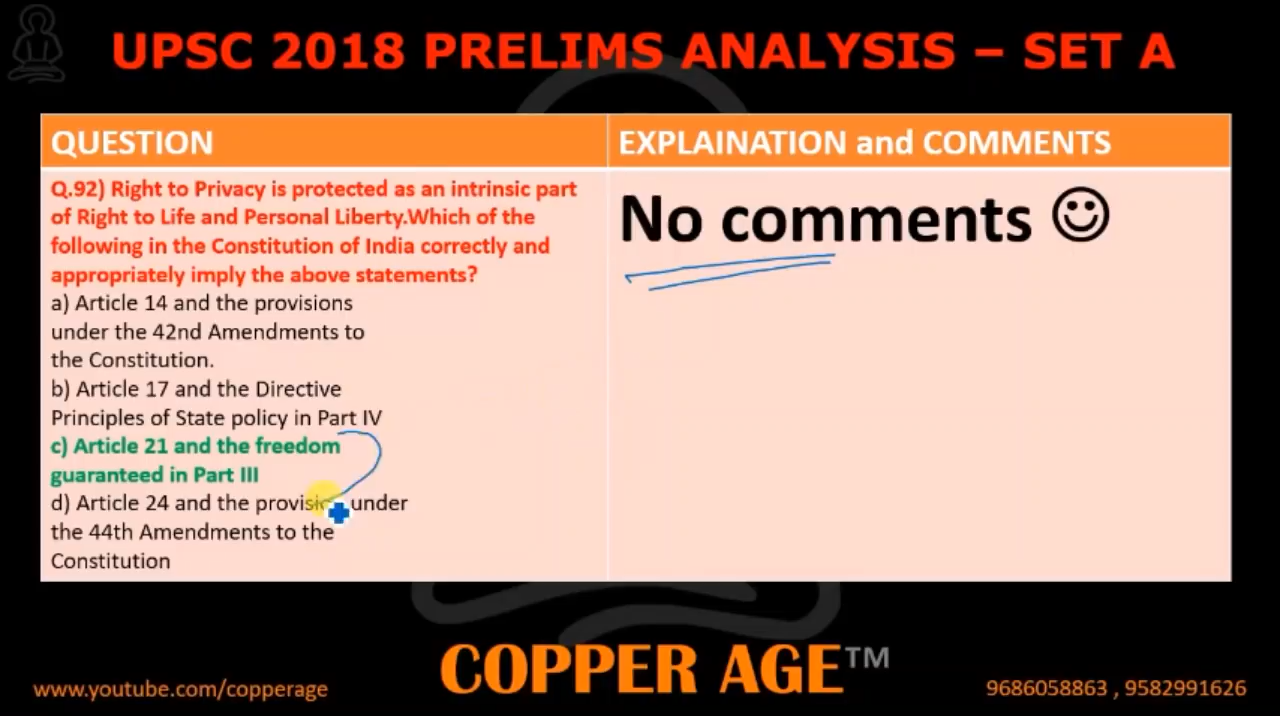 UPSC 2018 PRELIMS ANALYSIS – SET A
QUESTION
EXPLAINATION and COMMENTS
Q.92) Right to Privacy is protected as an intrinsic part
of Right to Life and Personal Liberty.Which of the
following in the Constitution of India correctly and
appropriately imply the above statements?
a) Article 14 and the provisions
under the 42nd Amendments to
the Constitution.
b) Article 17 and the Directive
Principles of State policy in Part IV
c) Article 21 and the freedom
guaranteed in Part III
d) Article 24 and the under
the 44th Amendments to the
Constitution
No comments ☺
COPPER AGE™
www.youtube.com/copperage
9686058863 , 9582991626